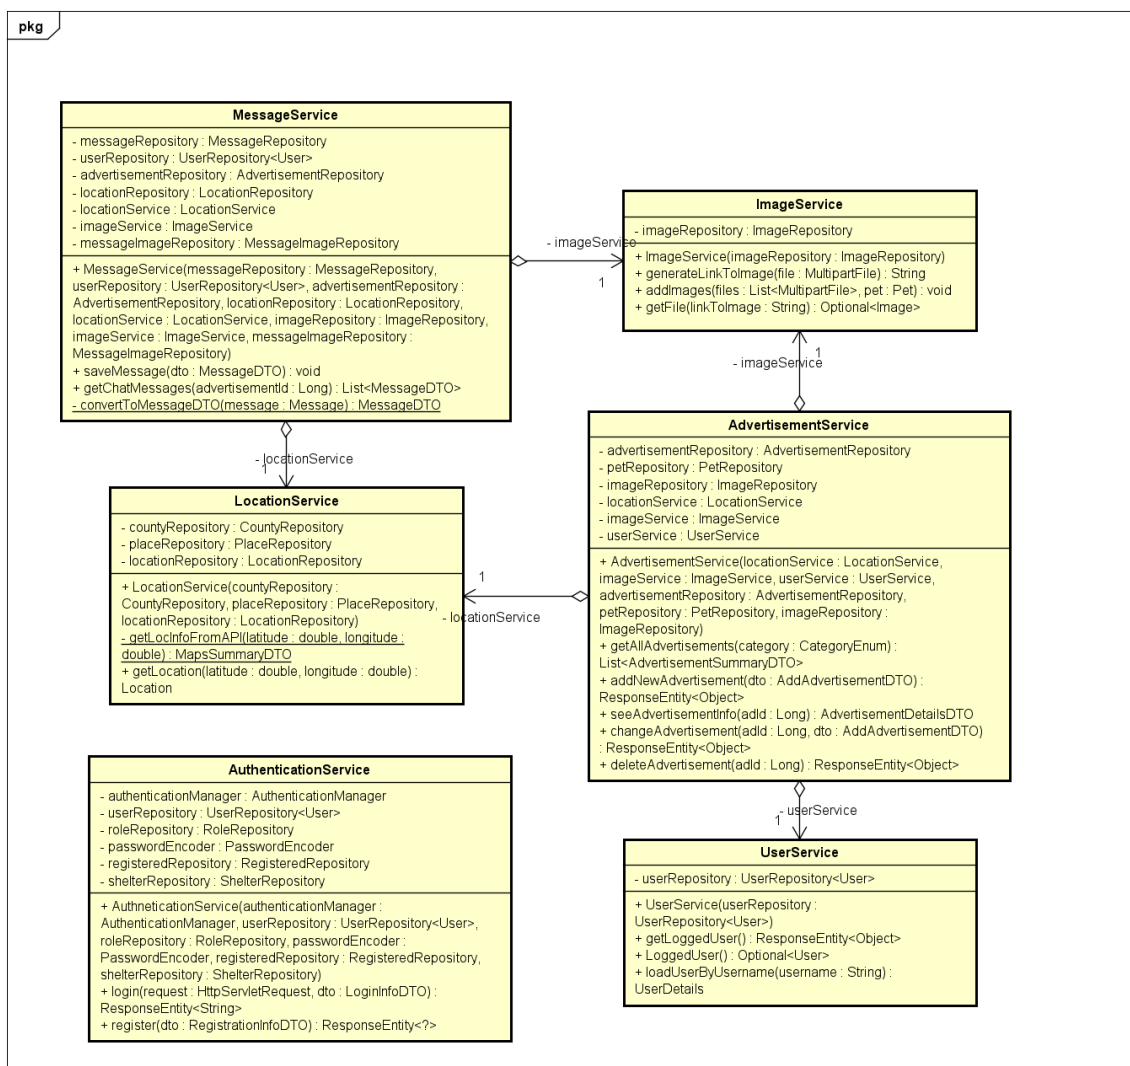 pkg
MessageService
- messageRepository : MessageRepository
- userRepository : UserRepository<User>
- advertisementRepository : AdvertisementRepository
- locationRepository : LocationRepository
- locationService : LocationService
- imageService : ImageService
- messageImageRepository : MessageImageRepository
+ MessageService(messageRepository : MessageRepository,
userRepository : UserRepository<User>, advertisementRepository :
AdvertisementRepository, locationRepository : LocationRepository,
locationService : LocationService, imageRepository : ImageRepository,
imageService : ImageService, messageImageRepository :
MessageImageRepository)
+ saveMessage(dto : MessageDTO) : void
+ getChatMessages(advertisementId : Long) : List<MessageDTO>
- convertToMessageDTO(message : Message) : MessageDTO
- imageService
1
ImageService
- imageRepository : ImageRepository
+ ImageService(imageRepository : ImageRepository)
+ generateLinkToImage(file : MultipartFile) : String
+ addImages(files : List<MultipartFile>, pet : Pet) : void
+ getFile(linkToImage : String) : Optional<Image>
1
- imageService
- locationService
1
LocationService
- countyRepository : CountyRepository
- placeRepository : PlaceRepository
- locationRepository : LocationRepository
+ LocationService(countyRepository :
CountyRepository, placeRepository : PlaceRepository,
locationRepository : LocationRepository)
- getLocInfoFromAPI(latitude : double, longitude :
double) : MapsSummaryDTO
+ getLocation(latitude : double, longitude : double) :
Location
1
- locationService
AdvertisementService
- advertisementRepository : AdvertisementRepository
- petRepository : PetRepository
- imageRepository : ImageRepository
- locationService : LocationService
- imageService : ImageService
- userService : UserService
+ AdvertisementService(locationService : LocationService,
imageService : ImageService, userService : UserService,
advertisementRepository : AdvertisementRepository,
petRepository : PetRepository, imageRepository :
ImageRepository)
+ getAllAdvertisements(category : CategoryEnum) :
List<AdvertisementSummaryDTO>
+ addNewAdvertisement(dto : AddAdvertisementDTO) :
ResponseEntity<Object>
+ seeAdvertisementInfo(adId : Long) : AdvertisementDetailsDTO
+ changeAdvertisement(adId : Long, dto : AddAdvertisementDTO)
: ResponseEntity<Object>
+ deleteAdvertisement(adId : Long) : ResponseEntity<Object>
- userService
1
AuthenticationService
- authenticationManager : AuthenticationManager
- userRepository : UserRepository<User>
- roleRepository : RoleRepository
- passwordEncoder : PasswordEncoder
- registeredRepository : RegisteredRepository
- shelterRepository : ShelterRepository
+ AuthneticationService(authenticationManager :
AuthenticationManager, userRepository : UserRepository<User>,
roleRepository : RoleRepository, passwordEncoder :
PasswordEncoder, registeredRepository : RegisteredRepository,
shelterRepository : ShelterRepository)
+ login(request : HttpServletRequest, dto : LoginInfoDTO) :
ResponseEntity<String>
+ register(dto : RegistrationInfoDTO) : ResponseEntity<?>
UserService
- userRepository : UserRepository<User>
+ UserService(userRepository :
UserRepository<User>)
+ getLoggedUser() : ResponseEntity<Object>
+ LoggedUser() : Optional<User>
+ loadUserByUsername(username : String) :
UserDetails